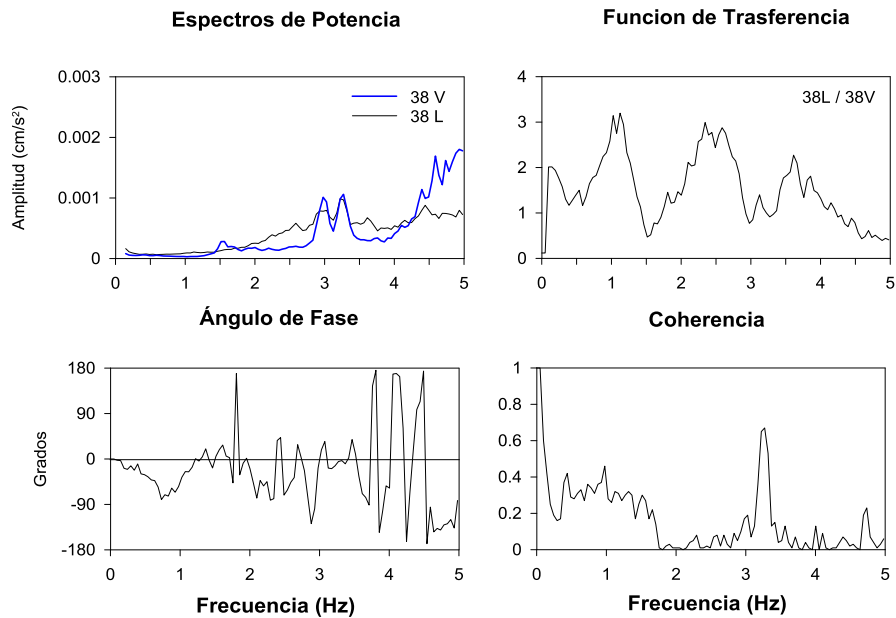 Espectros de Potencia
Funcion de Trasferencia
0.003
0.002
0.001
0
Amplitud (cm/s²)
38 V
38 L
0 1 2 3 4 5
4
3
2
1
0
38L / 38V
0 1 2 3 4 5
Ángulo de Fase
Coherencia
180
90
0
-90
-180
Grados
0 1 2 3 4 5
Frecuencia (Hz)
1
0.8
0.6
0.4
0.2
0
0 1 2 3 4 5
Frecuencia (Hz)